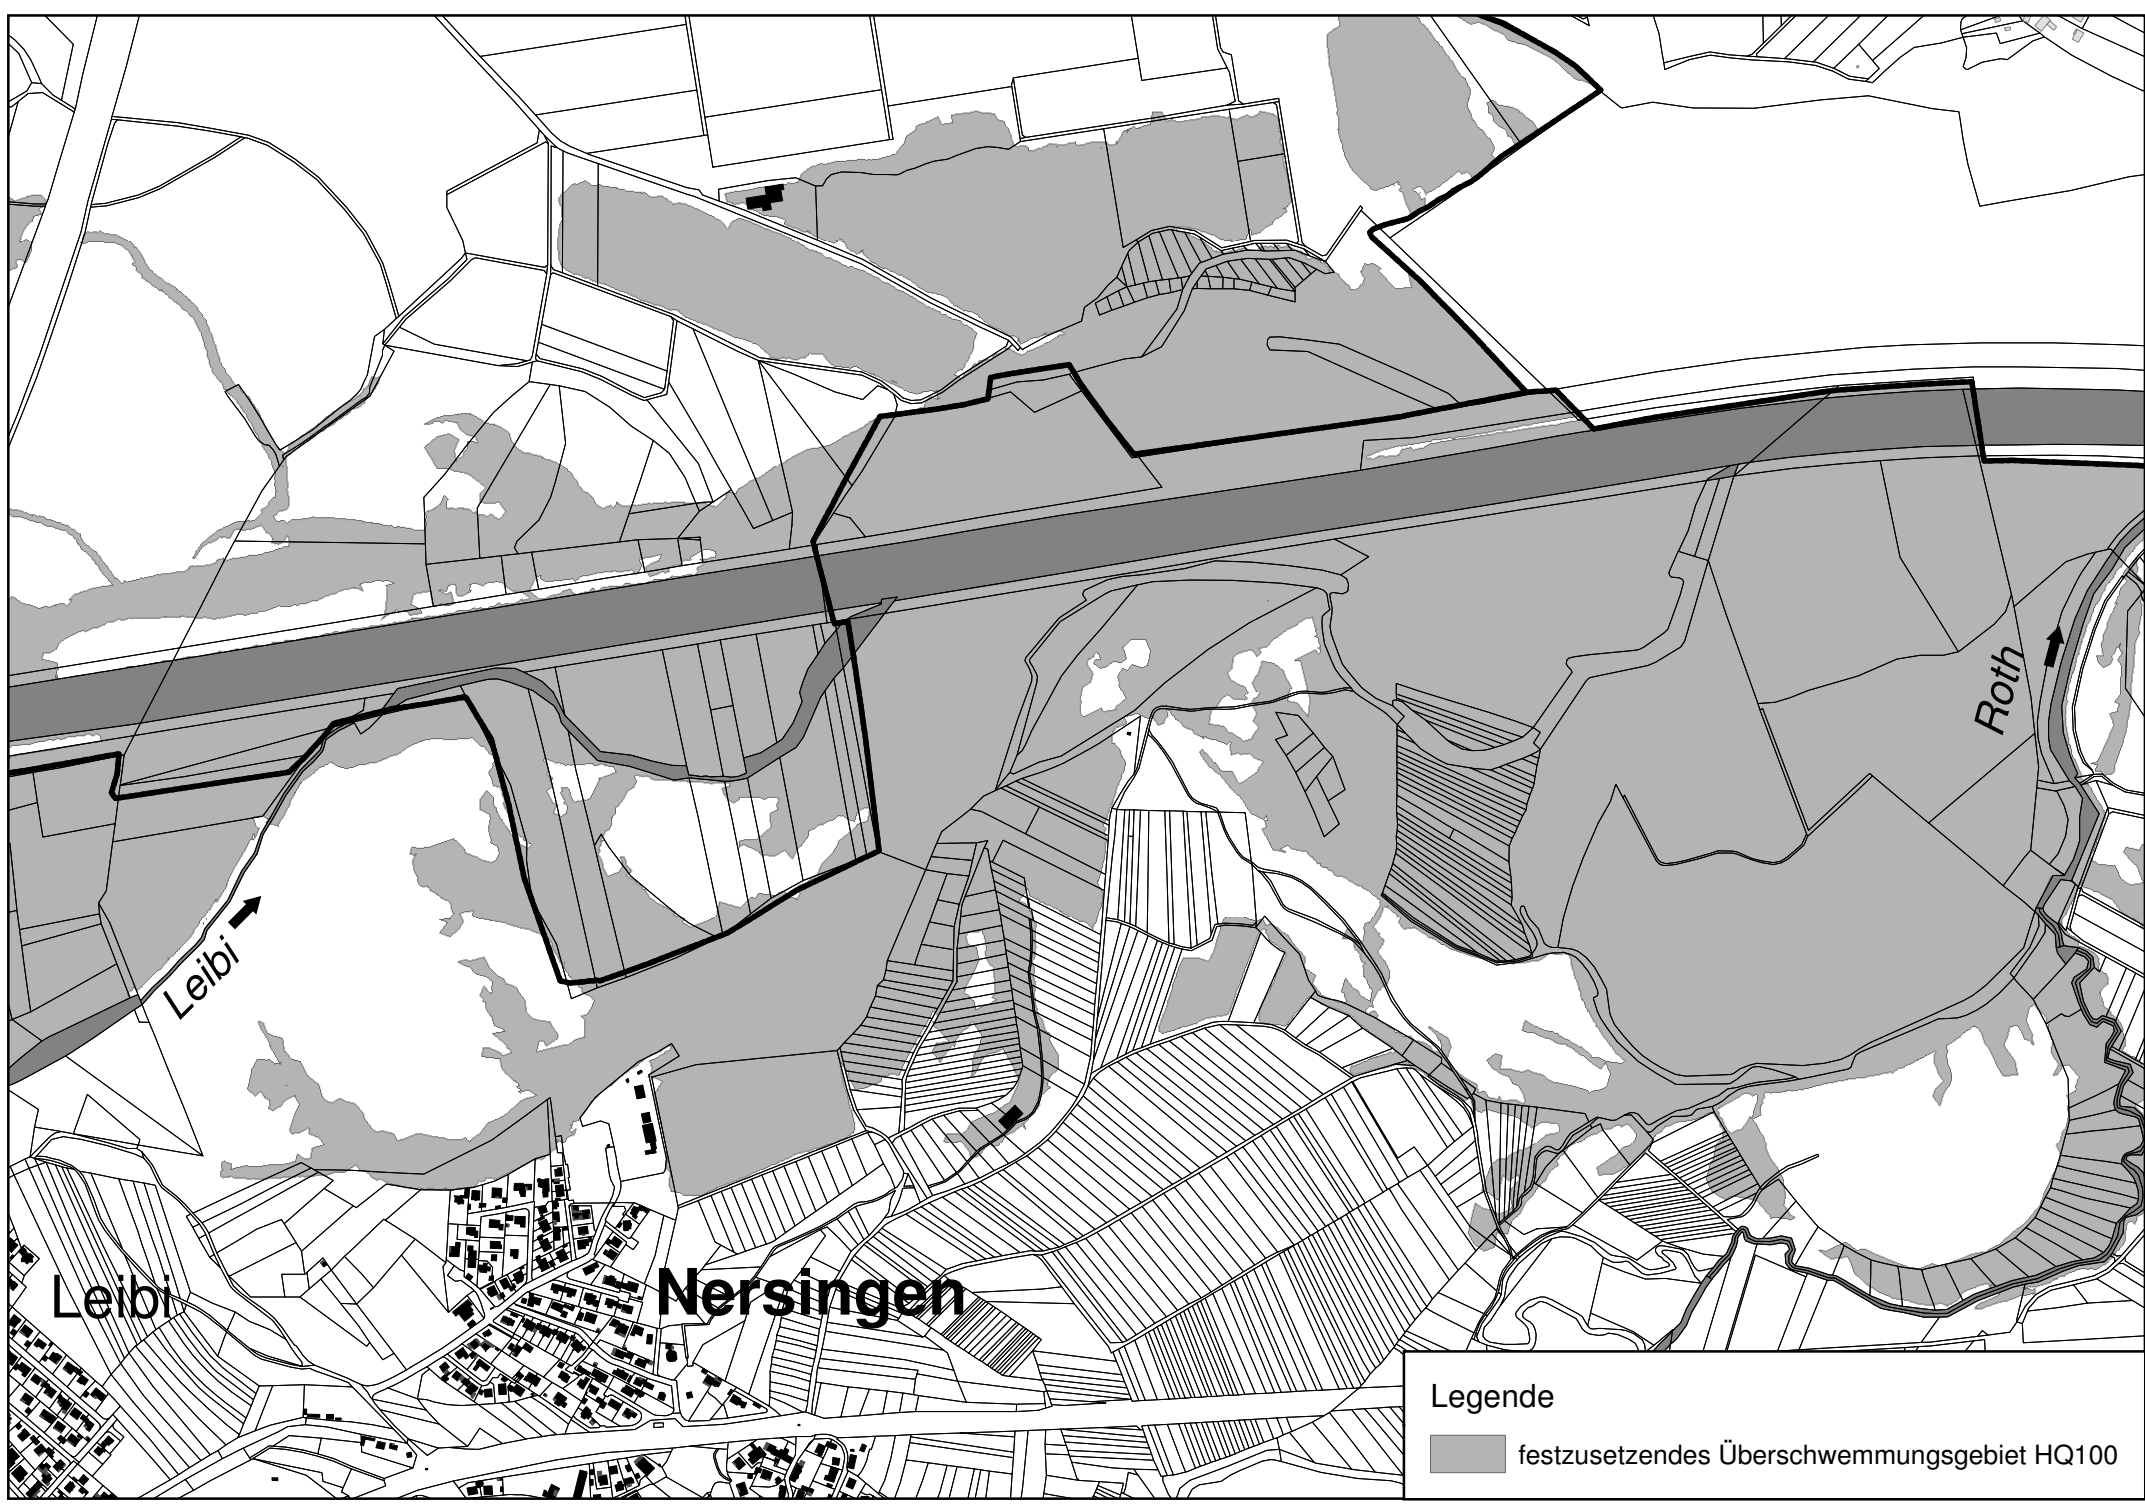 Roth
Leibi
Leibi
Nersingen
Legende
festzusetzendes Überschwemmungsgebiet HQ100